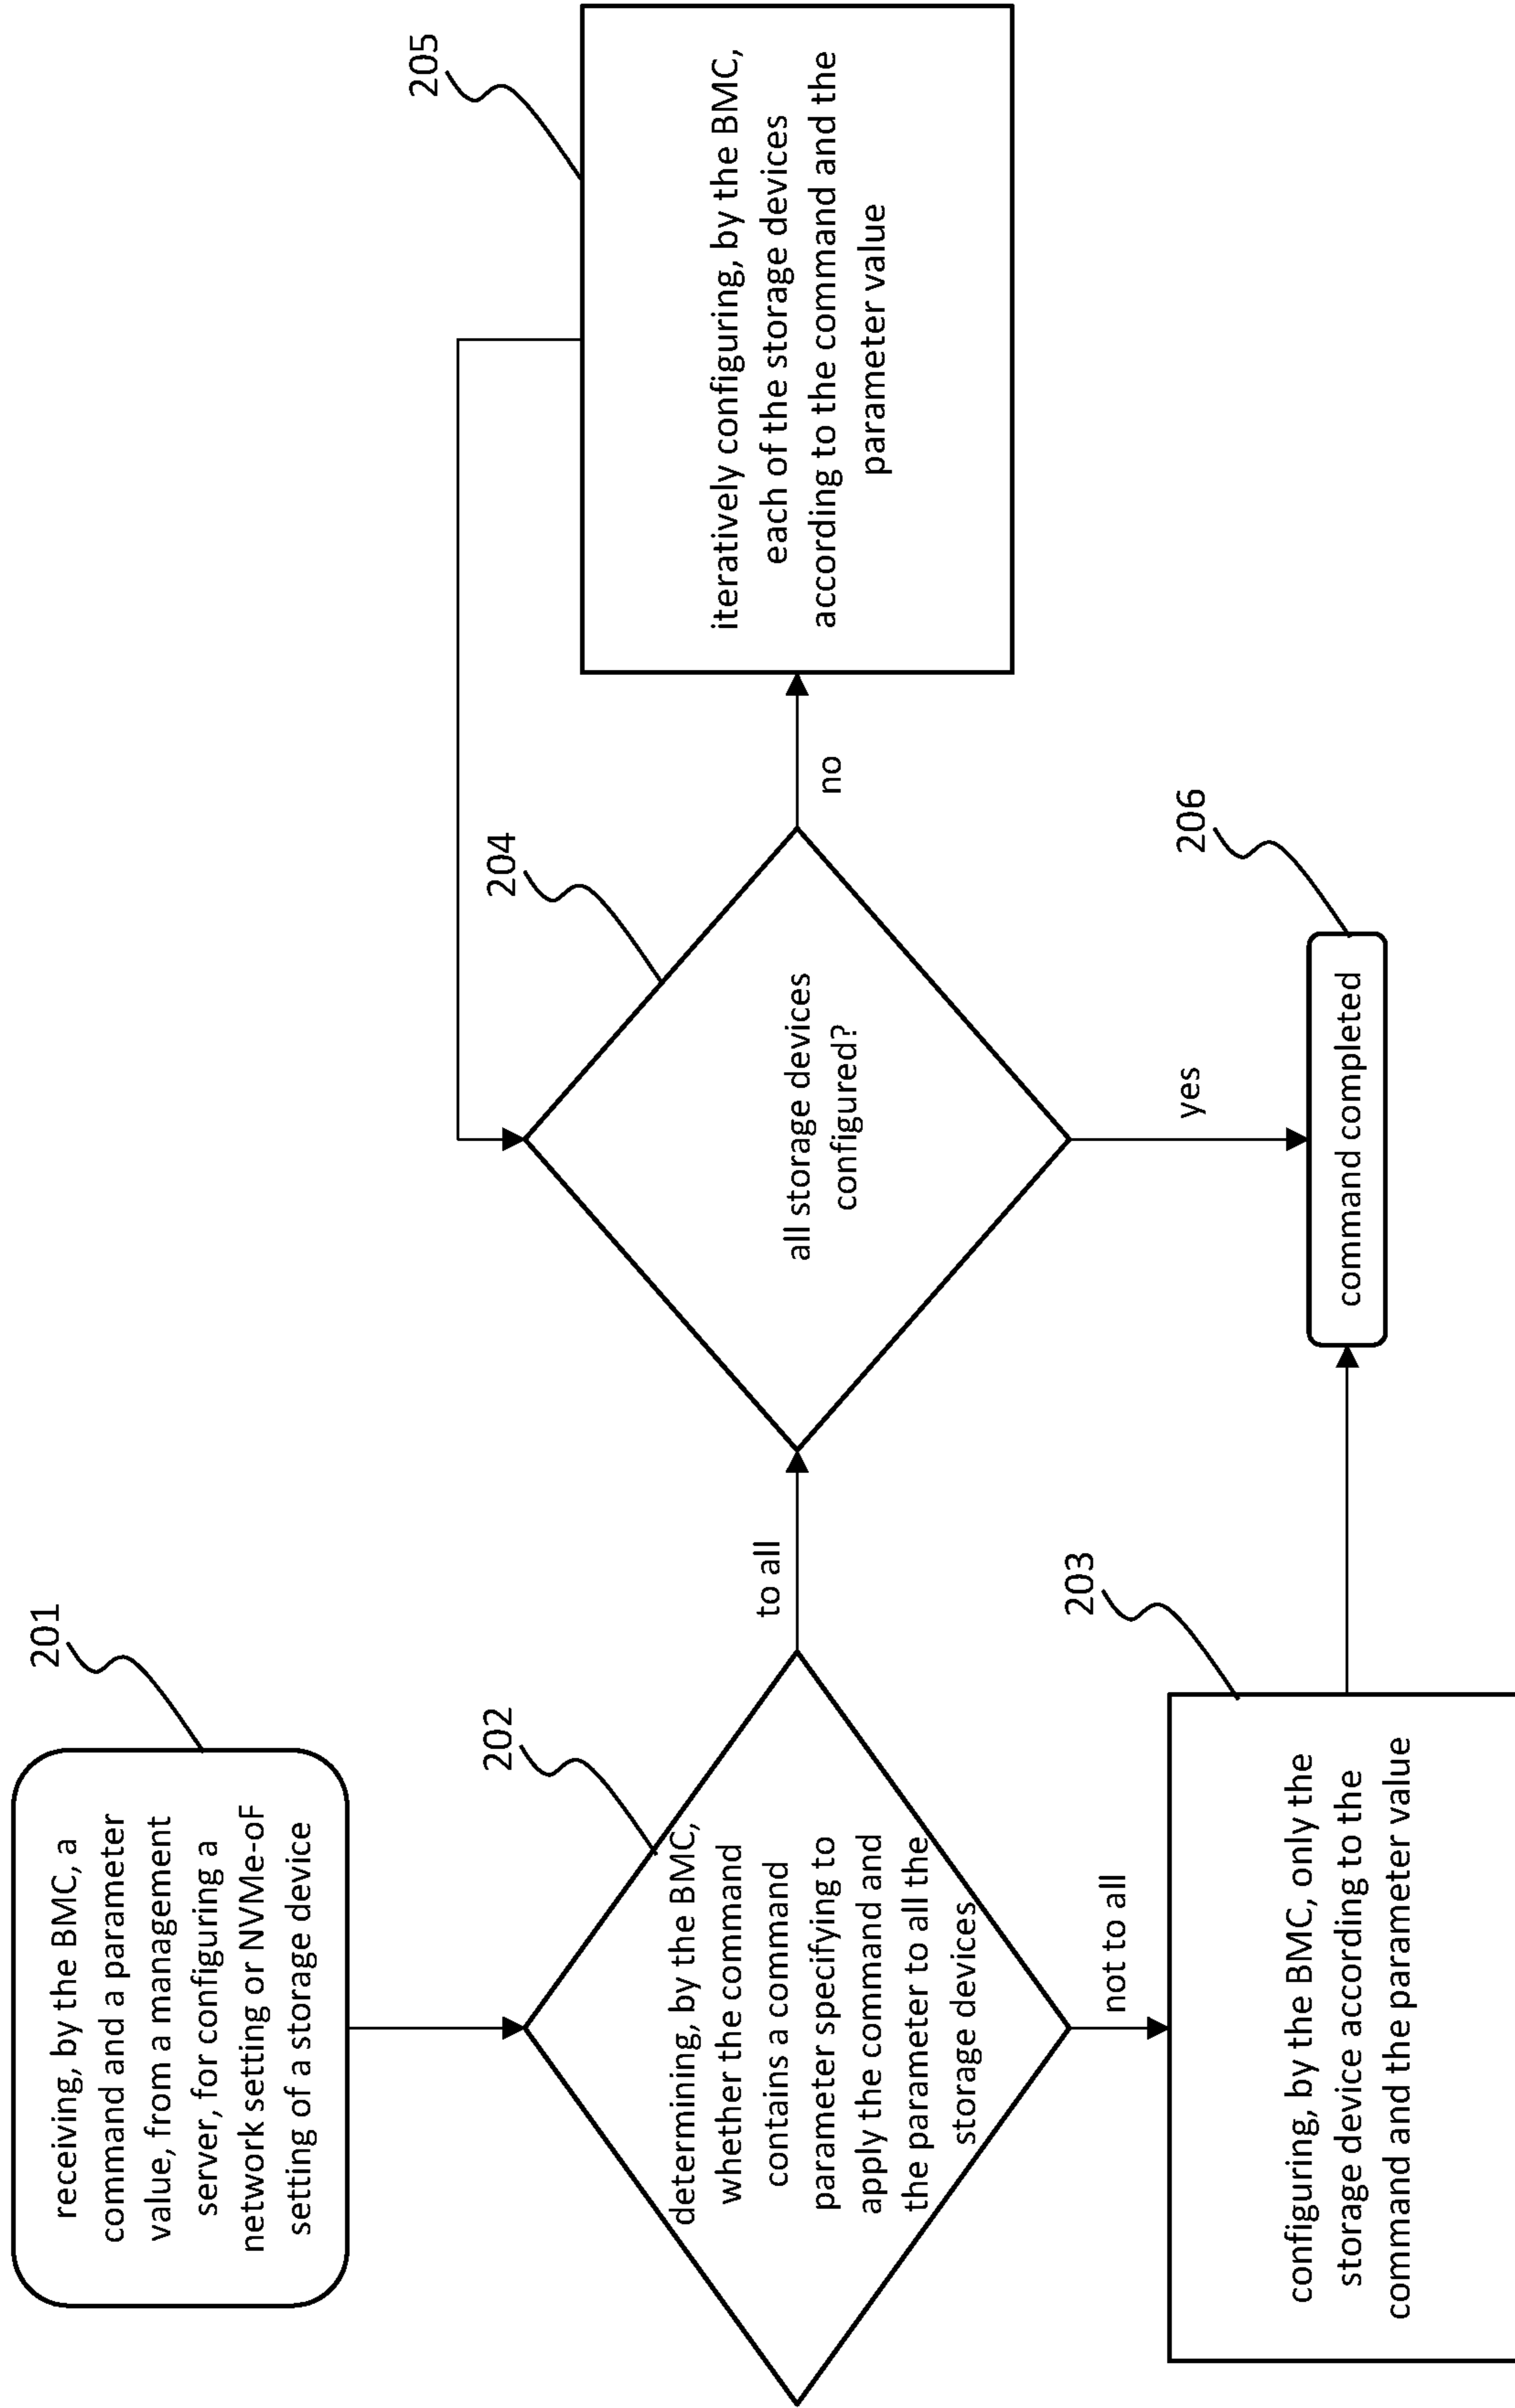 201
receiving, by the BMC, a
command and a parameter
value, from a management
server, for configuring a
network setting or NVMe-oF
setting of a storage device
202
determining, by the BMC,
whether the command
contains a command
parameter specifying to
apply the command and
the parameter to all the
storage devices
to all
not to all
203
configuring, by the BMC, only the
storage device according to the
command and the parameter value
204
all storage devices
configured?
no
yes
205
iteratively configuring, by the BMC,
each of the storage devices
according to the command and the
parameter value
206
command completed